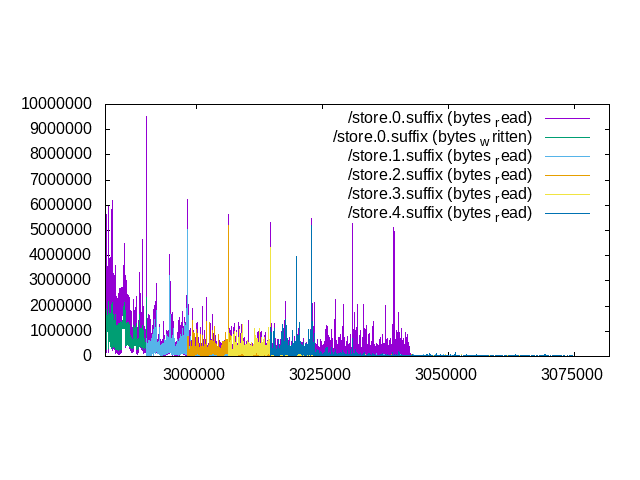 10000000
9000000
8000000
7000000
6000000
5000000
4000000
3000000
2000000
1000000
0
3000000 3025000 3050000 3075000
/store.0.suffix (bytes read)
/store.0.suffix (bytes written)
/store.1.suffix (bytes read)
/store.2.suffix (bytes read)
/store.3.suffix (bytes read)
/store.4.suffix (bytes read)